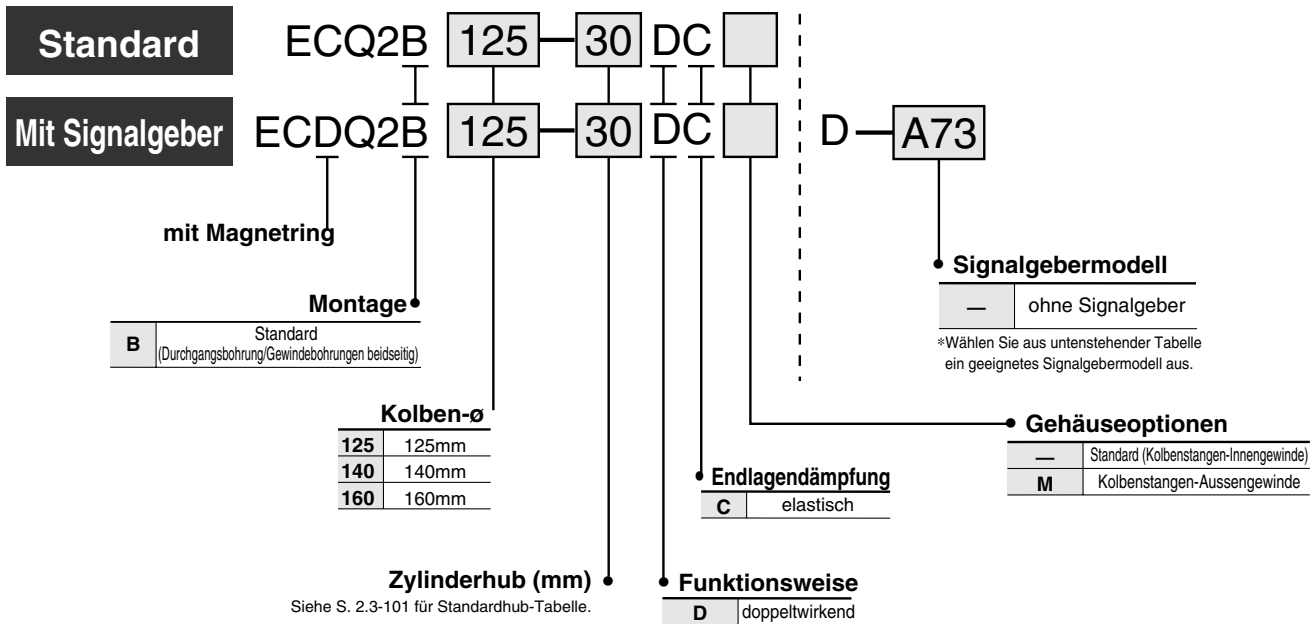 Standard ECQ2B 125 — 30 DC
Mit Signalgeber ECDQ2B 125 — 30 DC D — A73
mit Magnetring
Montage
B Standard
(Durchgangsbohrung/Gewindebohrungen beidseitig)
Kolben-ø
125 125mm
140 140mm
160 160mm
Zylinderhub (mm)
Siehe S. 2.3-101 für Standardhub-Tabelle.
Funktionsweise
D doppeltwirkend
Endlagendämpfung
C elastisch
Signalgebermodell
— ohne Signalgeber
*Wählen Sie aus untenstehender Tabelle
ein geeignetes Signalgebermodell aus.
Gehäuseoptionen
— Standard (Kolbenstangen-Innengewinde)
M Kolbenstangen-Aussengewinde